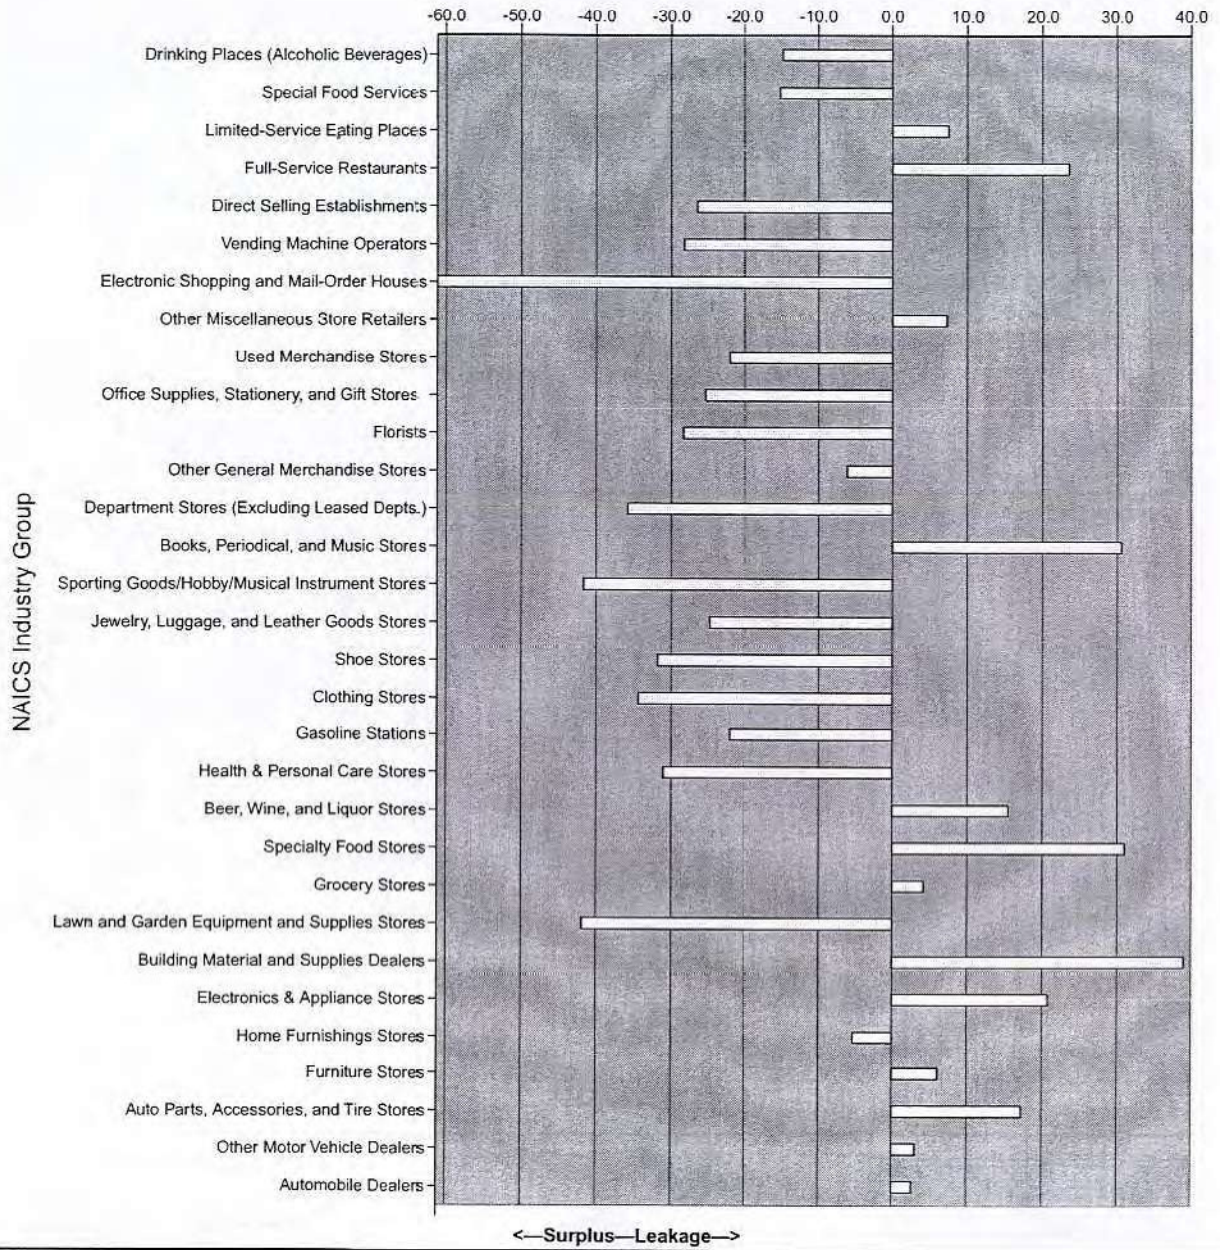 -60.0 -50.0 -40.0 -30.0 -20.0 -10.0 0.0 10.0 20.0 30.0 40.0
Drinking Places (Alcoholic Beverages)
Special Food Services
Limited-Service Eating Places
Full-Service Restaurants
Direct Selling Establishments
Vending Machine Operators
Electronic Shopping and Mail-Order Houses
Other Miscellaneous Store Retailers
Used Merchandise Stores
Office Supplies, Stationery, and Gift Stores
Florists
Other General Merchandise Stores
Department Stores (Excluding Leased Depts.)
Books, Periodical, and Music Stores
Sporting Goods/Hobby/Musical Instrument Stores
Jewelry, Luggage, and Leather Goods Stores
Shoe Stores
Clothing Stores
Gasoline Stations
Health & Personal Care Stores
Beer, Wine, and Liquor Stores
Specialty Food Stores
Grocery Stores
Lawn and Garden Equipment and Supplies Stores
Building Material and Supplies Dealers
Electronics & Appliance Stores
Home Furnishings Stores
Furniture Stores
Auto Parts, Accessories, and Tire Stores
Other Motor Vehicle Dealers
Automobile Dealers
NAICS Industry Group
<—Surplus—Leakage—>